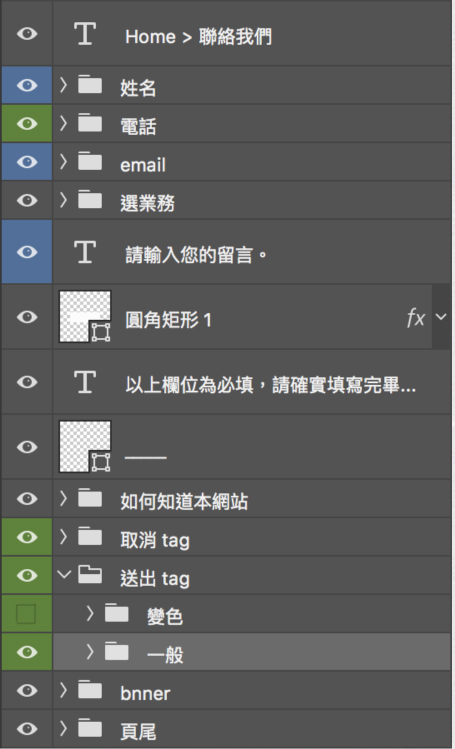 Home > 聯絡我們
姓名
電話
email
選業務
請輸入您的留言。
圓角矩形 1
fx
以上欄位為必填，請確實填寫完畢...
____
如何知道本網站
取消 tag
送出 tag
變色
一般
bnner
頁尾